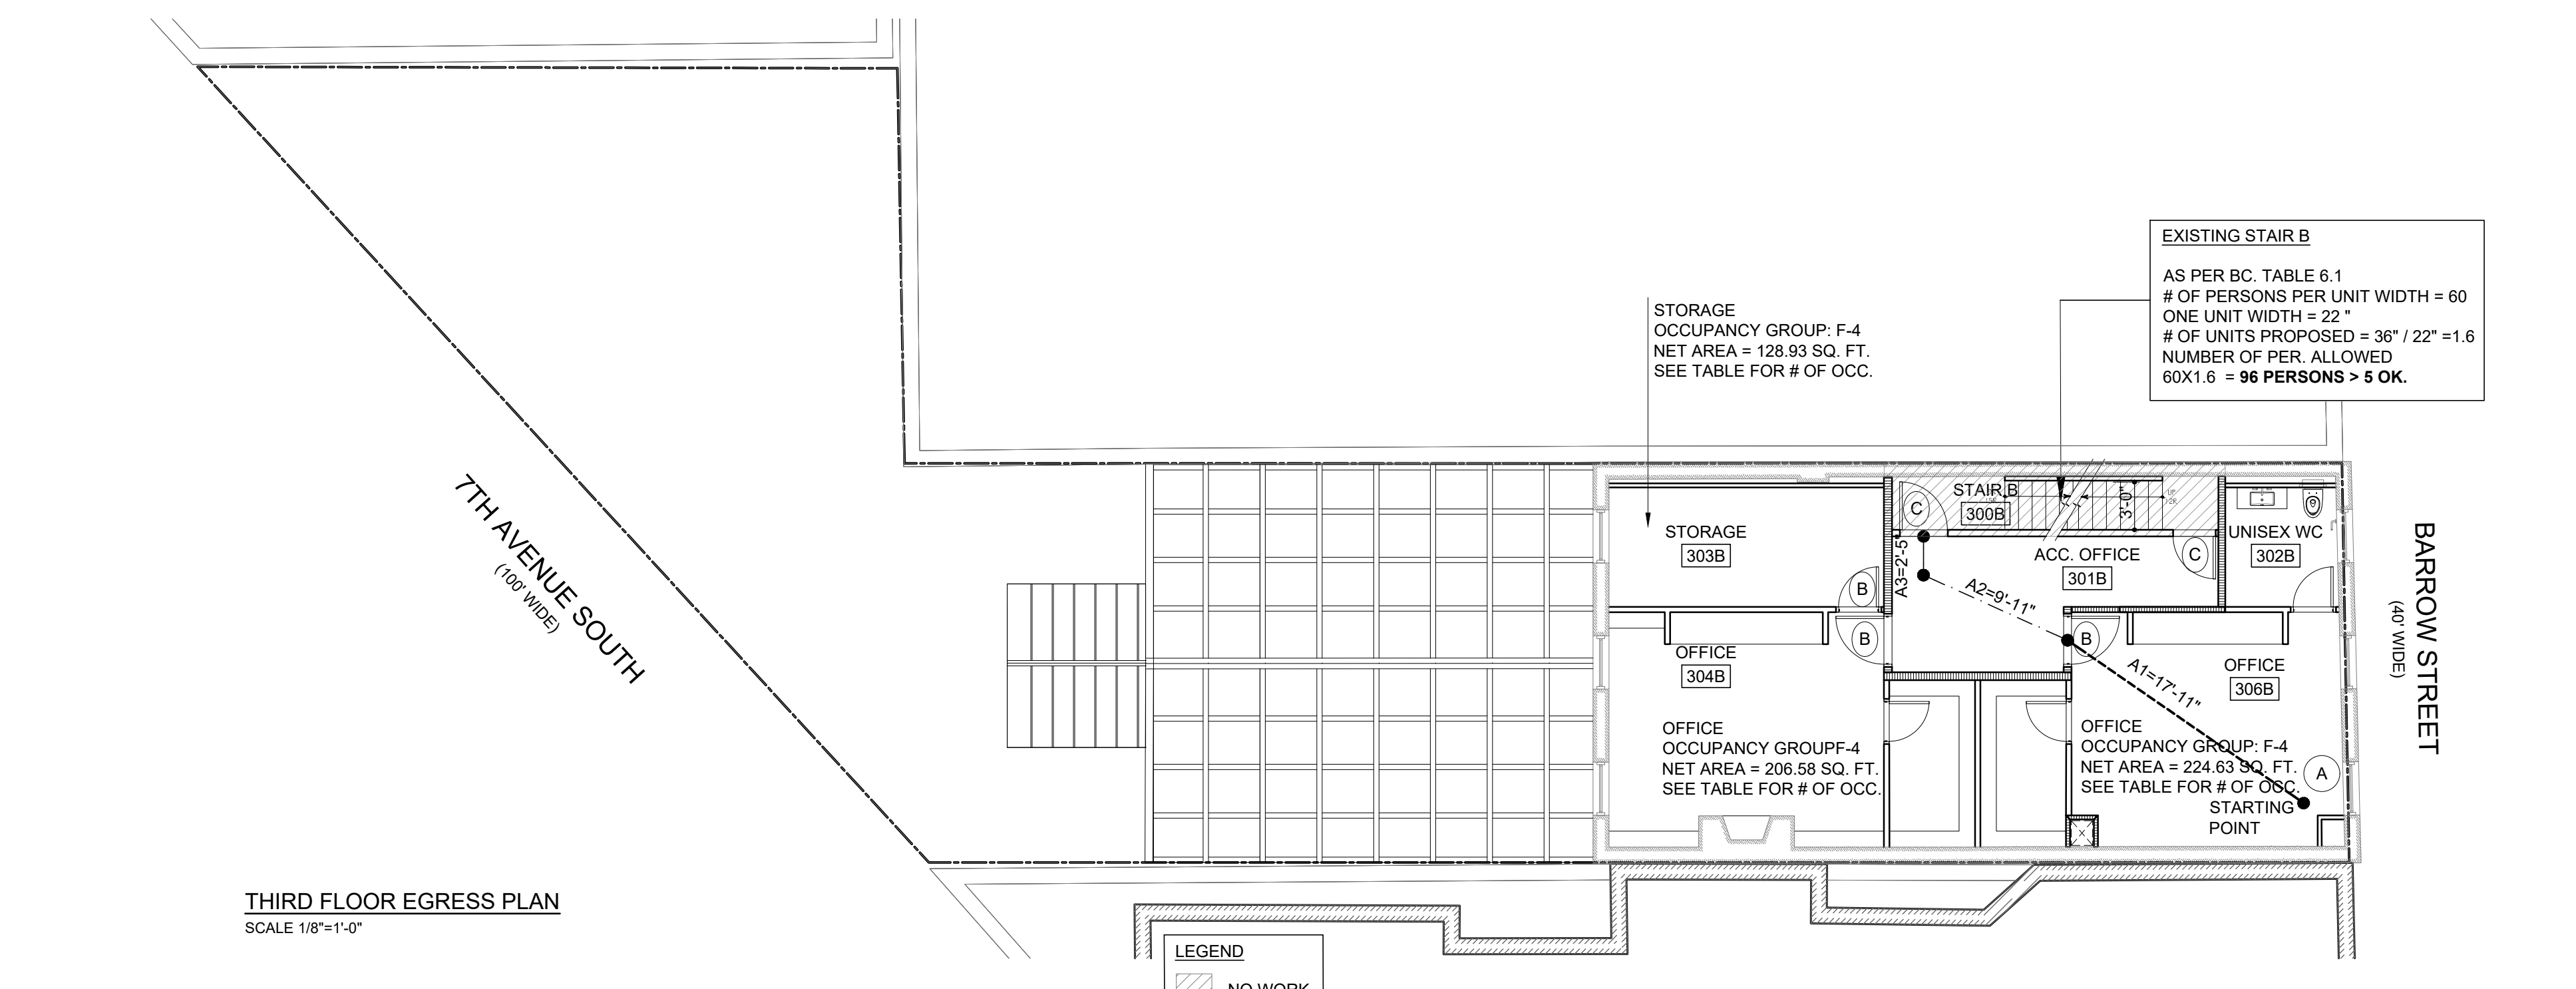 EXISTING STAIR B
AS PER BC. TABLE 6.1
# OF PERSONS PER UNIT WIDTH = 60
ONE UNIT WIDTH = 22 "
# OF UNITS PROPOSED = 36" / 22" =1.6
NUMBER OF PER. ALLOWED
60X1.6 = 96 PERSONS > 5 OK.
STORAGE
OCCUPANCY GROUP: F-4
NET AREA = 128.93 SQ. FT.
SEE TABLE FOR # OF OCC.
7TH AVENUE SOUTH
(100' WIDE)
STORAGE
303B
B
C
STAIR B
300B
3'-0"
UP
A3=2'-5"
A2=9'-11"
ACC. OFFICE
301B
C
UNISEX WC
302B
BARROW STREET
(40' WIDE)
B
OFFICE
304B
B
OFFICE
306B
A1=17'-11"
OFFICE
OCCUPANCY GROUPF-4
NET AREA = 206.58 SQ. FT.
SEE TABLE FOR # OF OCC.
OFFICE
OCCUPANCY GROUP: F-4
NET AREA = 224.63 SQ. FT.
SEE TABLE FOR # OF OCC.
A
STARTING
POINT
THIRD FLOOR EGRESS PLAN
SCALE 1/8"=1'-0"
LEGEND
NO WORK